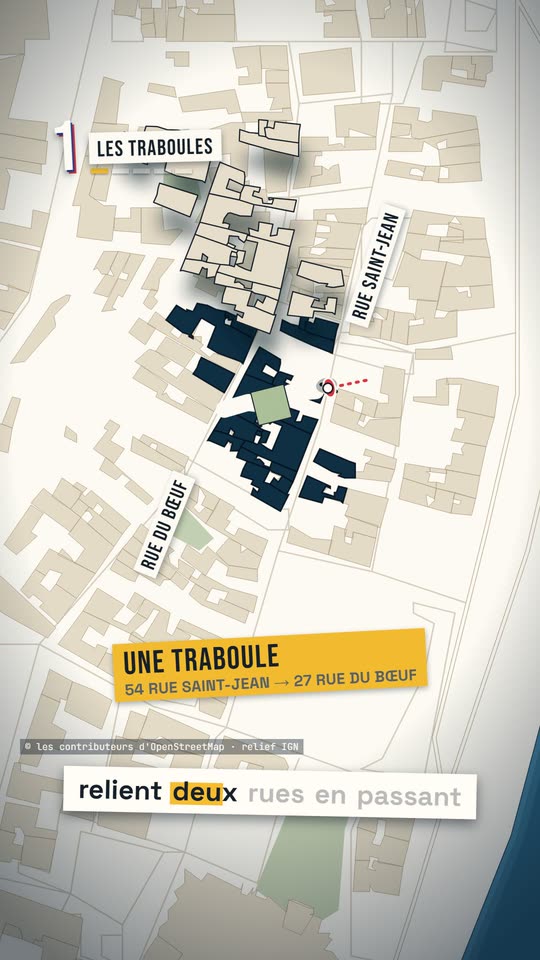 1
LES TRABOULES
RUE SAINT-JEAN
RUE DU BŒUF
UNE TRABOULE
54 RUE SAINT-JEAN → 27 RUE DU BŒUF
© les contributeurs d'OpenStreetMap · relief IGN
relient deux rues en passant